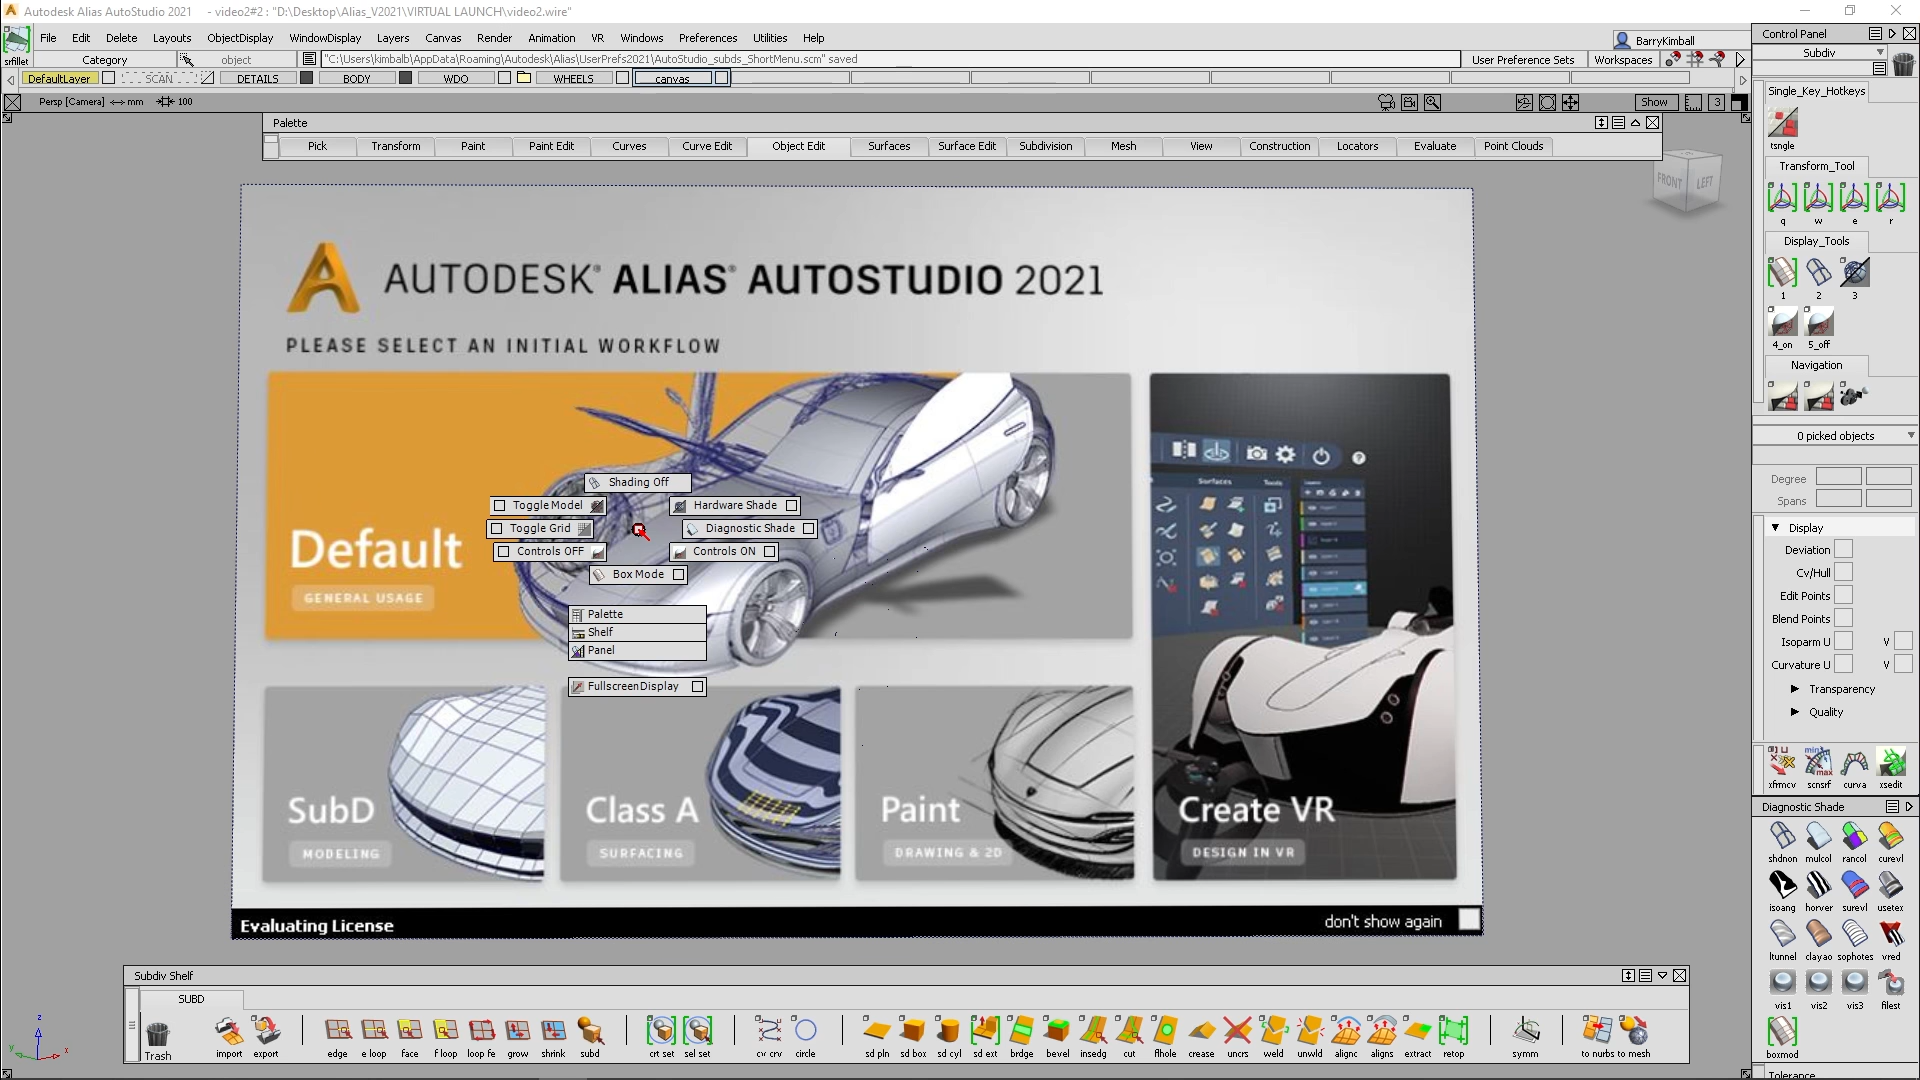 Autodesk Alias AutoStudio 2021 - video2#2 : "D:\Desktop\Alias_V2021\VIRTUAL LAUNCH\video2.wire"
File Edit Delete Layouts ObjectDisplay WindowDisplay Layers Canvas Render Animation VR Windows Preferences Utilities Help
BarryKimball
srfillet Category object "C:\Users\kimbalb\AppData\Roaming\Autodesk\Alias\UserPrefs2021\AutoStudio_subds_ShortMenu.scm" saved User Preference Sets Workspaces
DefaultLayer SCAN DETAILS BODY WDO WHEELS canvas
Persp [Camera] mm 100 Show 3
Palette
Pick Transform Paint Paint Edit Curves Curve Edit Object Edit Surfaces Surface Edit Subdivision Mesh View Construction Locators Evaluate Point Clouds
FRONT LEFT
AUTODESK® ALIAS® AUTOSTUDIO 2021
PLEASE SELECT AN INITIAL WORKFLOW
Default
GENERAL USAGE
Shading Off
Toggle Model Hardware Shade
Toggle Grid Diagnostic Shade
Controls OFF Controls ON
Box Mode
Palette
Shelf
Panel
FullscreenDisplay
Surfaces Tools
SubD
MODELING
Class A
SURFACING
Paint
DRAWING & 2D
Create VR
DESIGN IN VR
Evaluating License don't show again
Subdiv Shelf
SUBD
Trash import export edge e loop face f loop loop fe grow shrink subd crt set sel set cv crv circle sd pln sd box sd cyl sd ext brdge bevel insedg cut flhole crease uncrs weld unwld alignc aligns extract retop symm to nurbs to mesh
z
y
x
Control Panel
Subdiv
Single_Key_Hotkeys
tsngle
Transform_Tool
q w e r
Display_Tools
1 2 3
4_on 5_off
Navigation
0 picked objects
Degree
Spans
Display
Deviation
Cv/Hull
Edit Points
Blend Points
Isoparm U V
Curvature U V
Transparency
Quality
min max
xfrmcv scnsrf curva xsedit
Diagnostic Shade
shdnon mulcol rancol curevl
isoang horver surevl usetex
ltunnel clayao sophotes vred
vis1 vis2 vis3 filest
boxmod
Tolerance